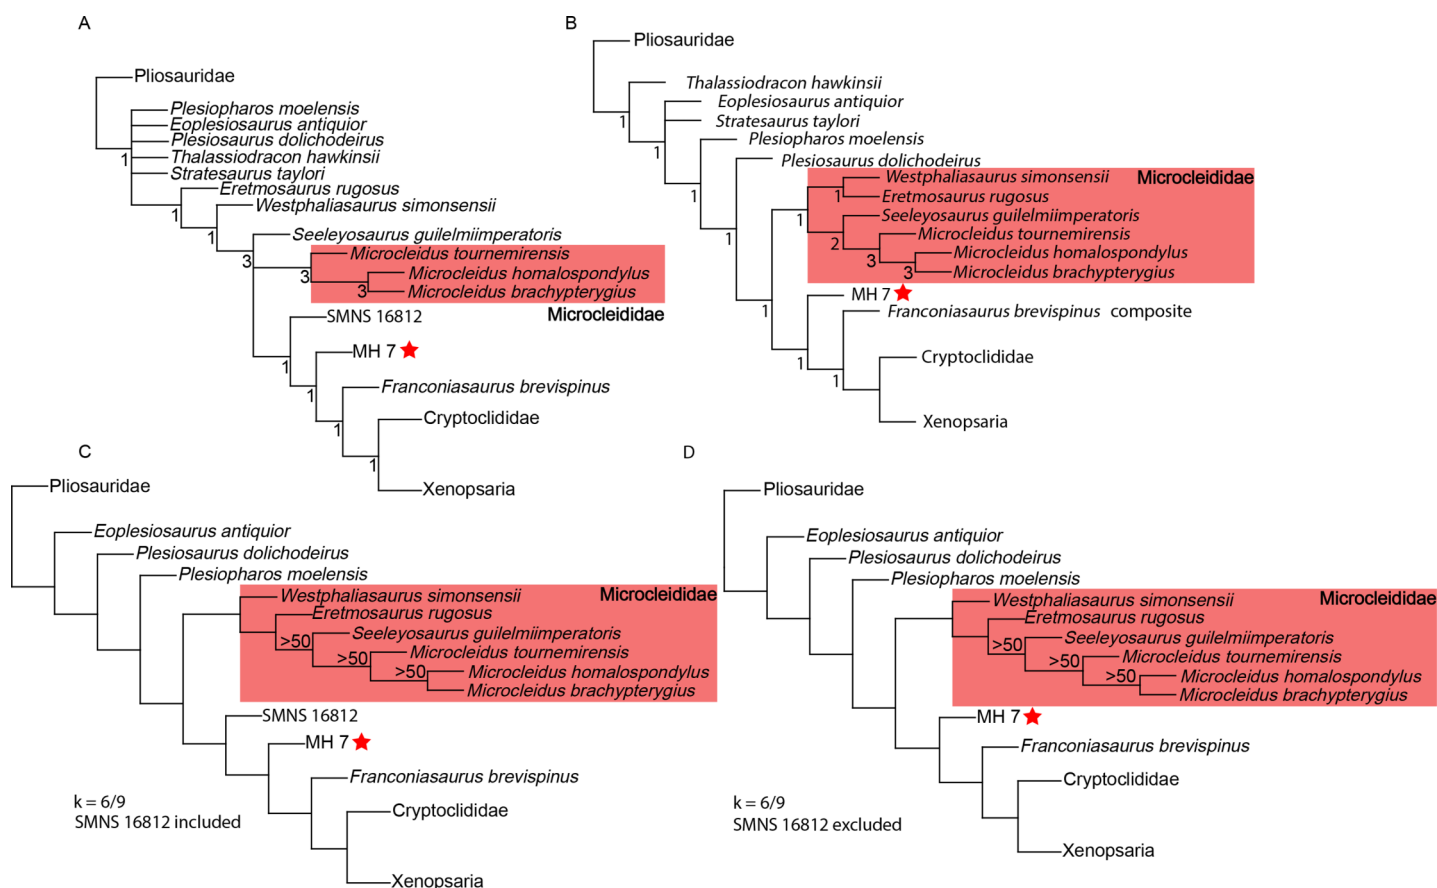 A
Pliosauridae
Plesiopharos moelensis
Eoplesiosaurus antiquior
Plesiosaurus dolichodeirus
1
Thalassiodracon hawkinsii
Stratesaurus taylori
Eretmosaurus rugosus
1
Westphaliasaurus simonsensii
1
Seeleyosaurus guilelmiimperatoris
3
Microcleidus tournemirensis
3
Microcleidus homalospondylus
3
Microcleidus brachypterygius
Microcleididae
SMNS 16812
1
MH 7
1
Franconiasaurus brevispinus
1
Cryptoclididae
1
Xenopsaria
B
Pliosauridae
Thalassiodracon hawkinsii
1
Eoplesiosaurus antiquior
Stratesaurus taylori
1
Plesiopharos moelensis
1
Plesiosaurus dolichodeirus
1
Westphaliasaurus simonsensii
Microcleididae
1
Eretmosaurus rugosus
1
Seeleyosaurus guilelmiimperatoris
2
Microcleidus tournemirensis
3
Microcleidus homalospondylus
3
Microcleidus brachypterygius
1
MH 7
Franconiasaurus brevispinus composite
1
1
Cryptoclididae
Xenopsaria
C
Pliosauridae
Eoplesiosaurus antiquior
Plesiosaurus dolichodeirus
Plesiopharos moelensis
Westphaliasaurus simonsensii
Microcleididae
Eretmosaurus rugosus
>50
Seeleyosaurus guilelmiimperatoris
>50
Microcleidus tournemirensis
>50
Microcleidus homalospondylus
Microcleidus brachypterygius
SMNS 16812
MH 7
Franconiasaurus brevispinus
Cryptoclididae
Xenopsaria
k = 6/9
SMNS 16812 included
D
Pliosauridae
Eoplesiosaurus antiquior
Plesiosaurus dolichodeirus
Plesiopharos moelensis
Westphaliasaurus simonsensii
Microcleididae
Eretmosaurus rugosus
>50
Seeleyosaurus guilelmiimperatoris
>50
Microcleidus tournemirensis
>50
Microcleidus homalospondylus
Microcleidus brachypterygius
MH 7
Franconiasaurus brevispinus
Cryptoclididae
Xenopsaria
k = 6/9
SMNS 16812 excluded